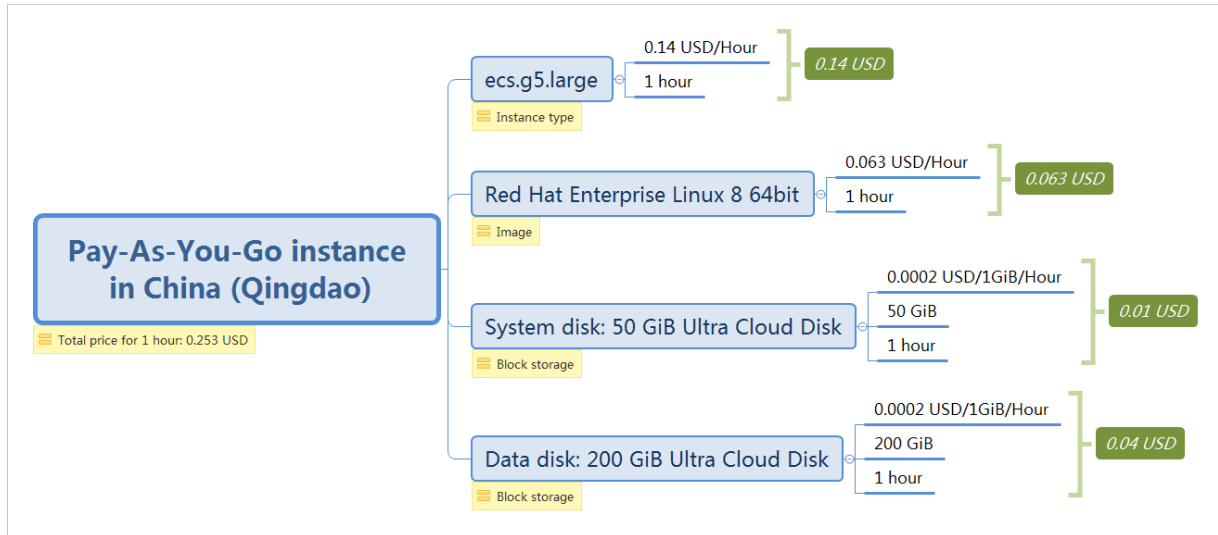 Pay-As-You-Go instance
in China (Qingdao)
Total price for 1 hour: 0.253 USD
ecs.g5.large
Instance type
0.14 USD/Hour
1 hour
0.14 USD
Red Hat Enterprise Linux 8 64bit
Image
0.063 USD/Hour
1 hour
0.063 USD
System disk: 50 GiB Ultra Cloud Disk
Block storage
0.0002 USD/1GiB/Hour
50 GiB
1 hour
0.01 USD
Data disk: 200 GiB Ultra Cloud Disk
Block storage
0.0002 USD/1GiB/Hour
200 GiB
1 hour
0.04 USD